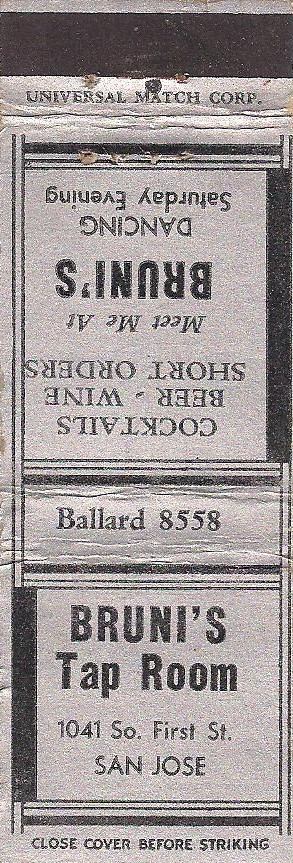 UNIVERSAL MATCH CORP.
COCKTAILS
BEER - WINE
SHORT ORDERS
Meet Me At
BRUNI'S
DANCING
Saturday Evening
Ballard 8558
BRUNI'S
Tap Room
1041 So. First St.
SAN JOSE
CLOSE COVER BEFORE STRIKING